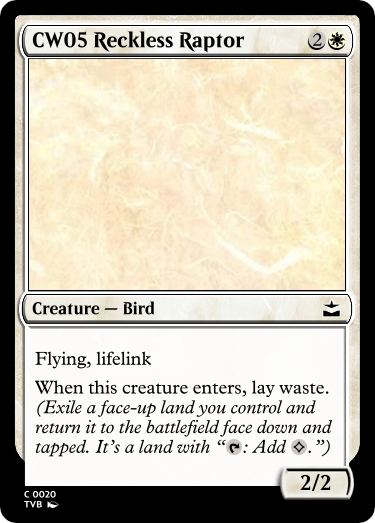 CW05 Reckless Raptor 2
Creature — Bird
Flying, lifelink
When this creature enters, lay waste.
(Exile a face-up land you control and
return it to the battlefield face down and
tapped. It's a land with “: Add .”)
2/2
C 0020
TVB